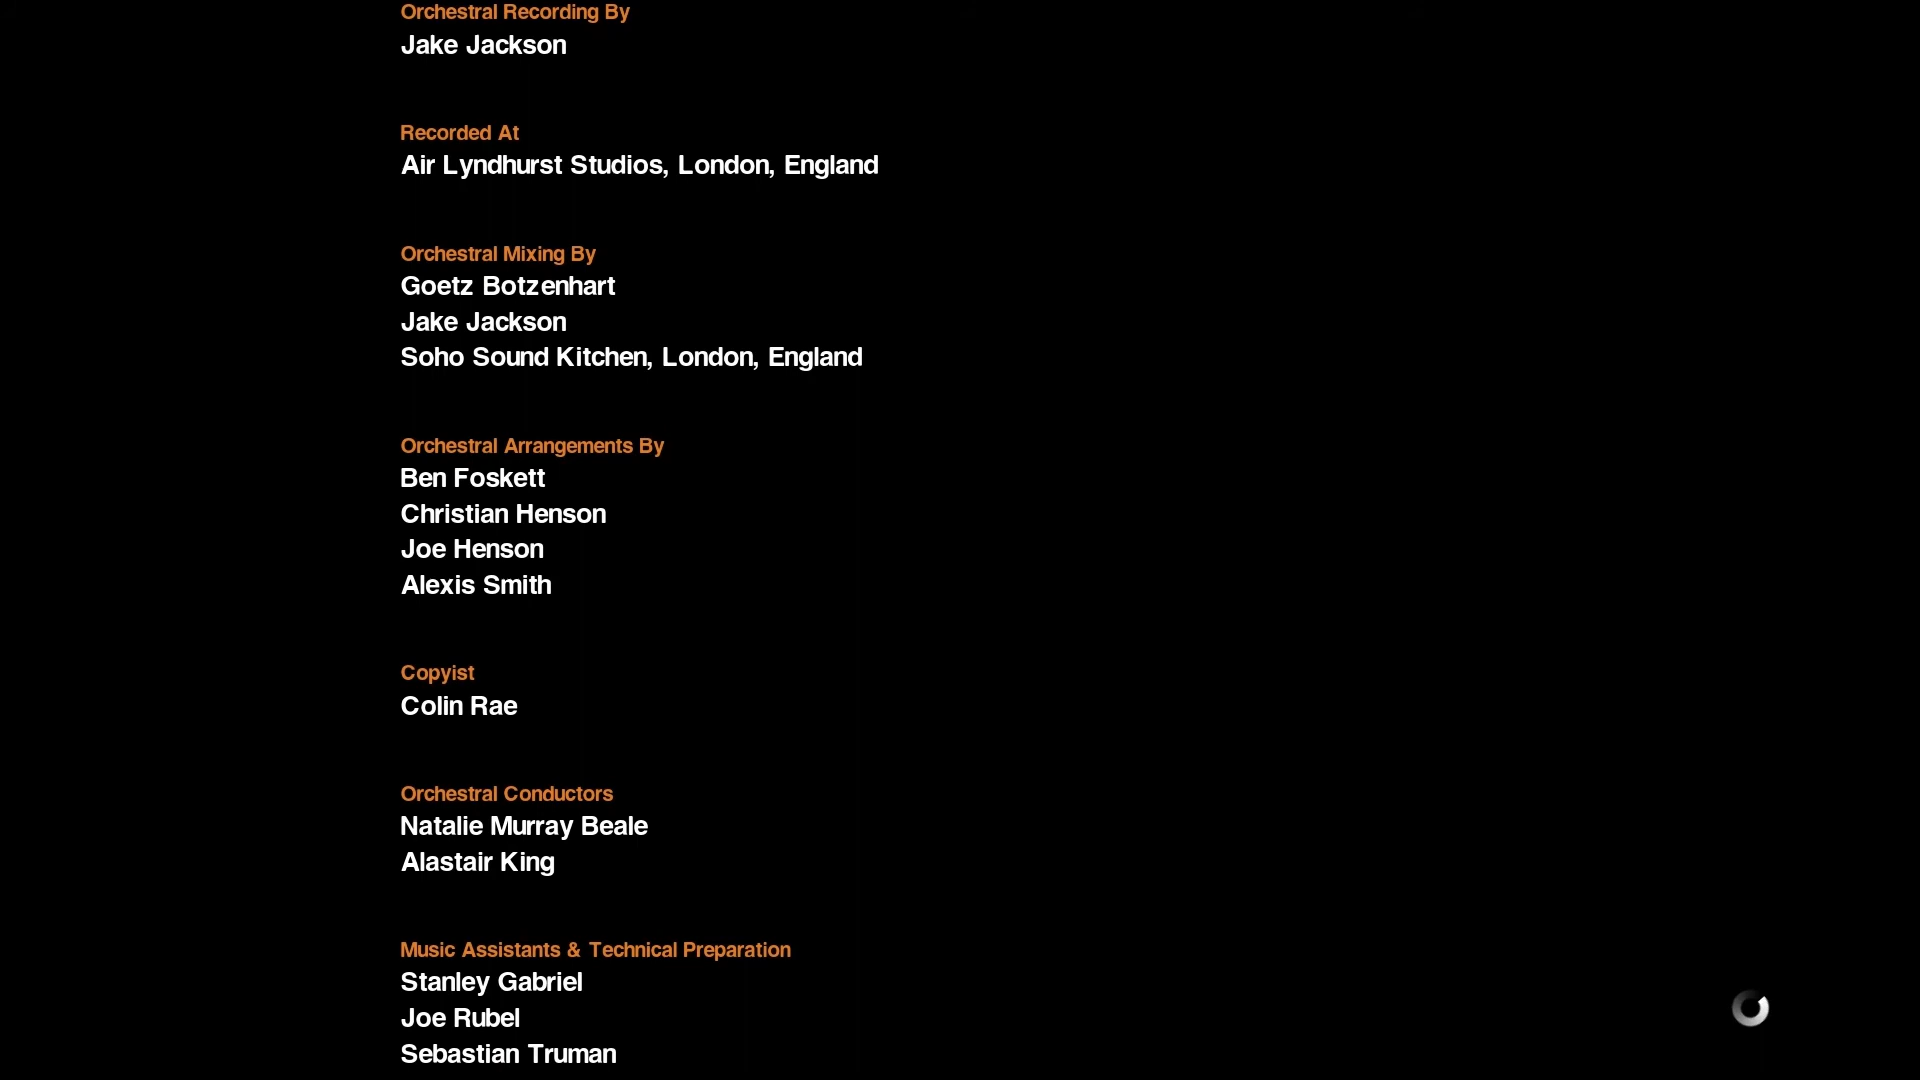 Orchestral Recording By
Jake Jackson
Recorded At
Air Lyndhurst Studios, London, England
Orchestral Mixing By
Goetz Botzenhart
Jake Jackson
Soho Sound Kitchen, London, England
Orchestral Arrangements By
Ben Foskett
Christian Henson
Joe Henson
Alexis Smith
Copyist
Colin Rae
Orchestral Conductors
Natalie Murray Beale
Alastair King
Music Assistants & Technical Preparation
Stanley Gabriel
Joe Rubel
Sebastian Truman